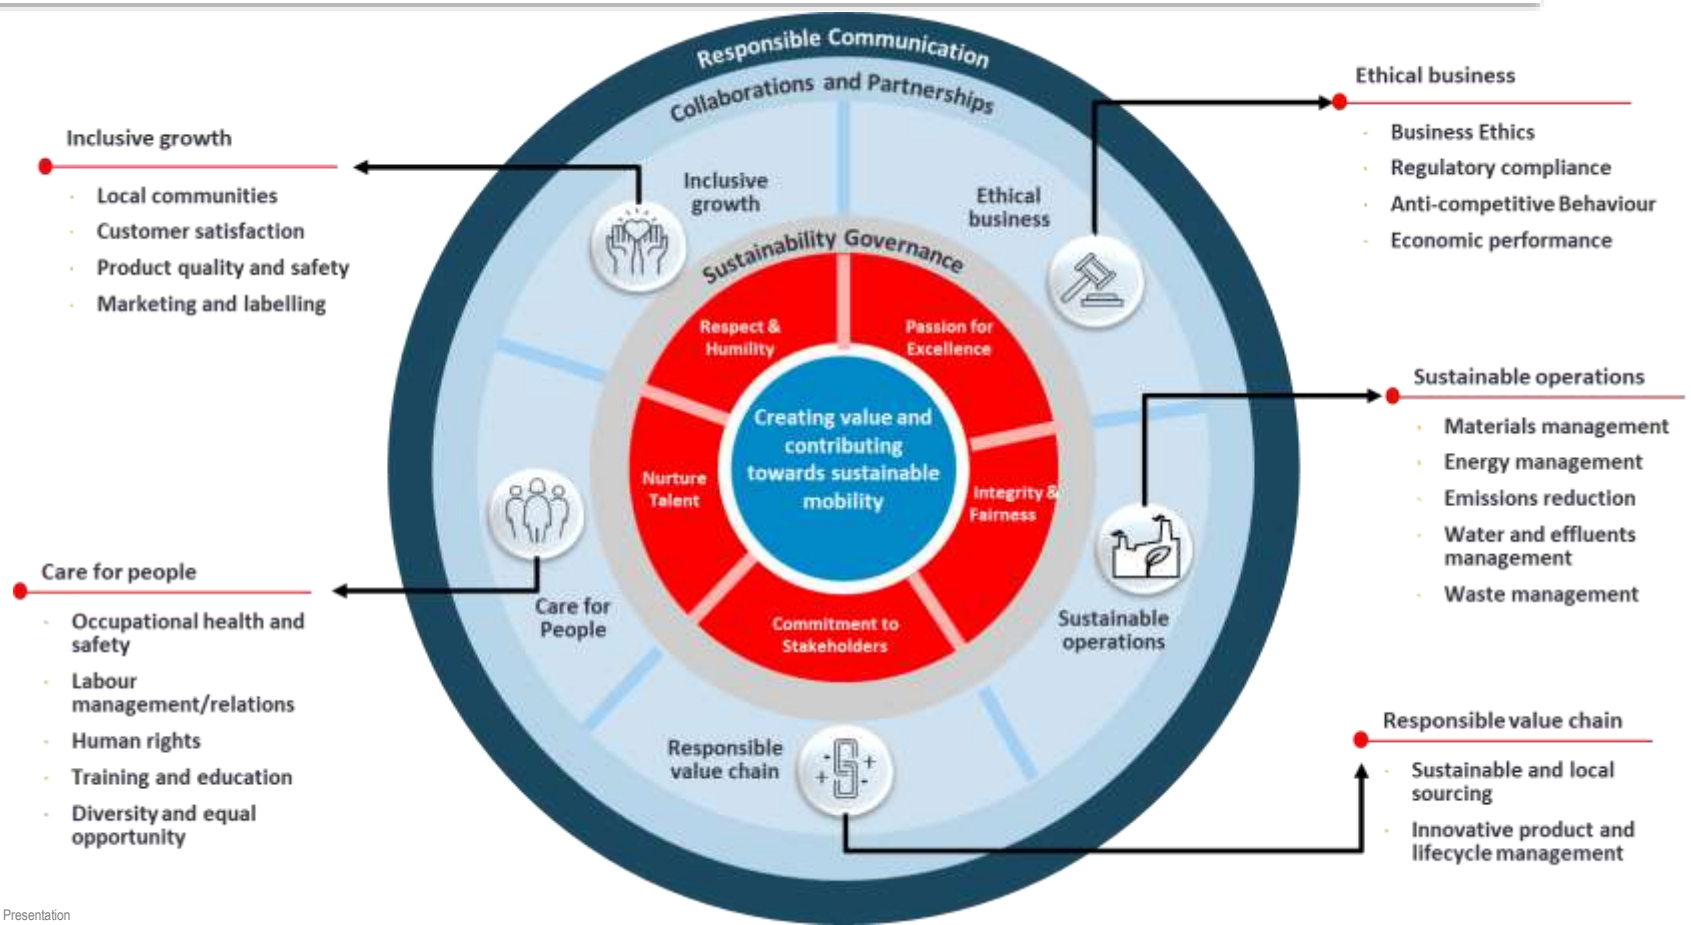 Responsible Communication
Collaborations and Partnerships
Inclusive
growth
Ethical
business
Sustainability Governance
Respect &
Humility
Passion for
Excellence
Creating value and
contributing
towards sustainable
mobility
Nurture
Talent
Integrity &
Fairness
Commitment to
Stakeholders
Care for
People
Sustainable
operations
Responsible
value chain
Inclusive growth
Local communities
Customer satisfaction
Product quality and safety
Marketing and labelling
Care for people
Occupational health and
safety
Labour
management/relations
Human rights
Training and education
Diversity and equal
opportunity
Ethical business
Business Ethics
Regulatory compliance
Anti-competitive Behaviour
Economic performance
Sustainable operations
Materials management
Energy management
Emissions reduction
Water and effluents
management
Waste management
Responsible value chain
Sustainable and local
sourcing
Innovative product and
lifecycle management
Presentation